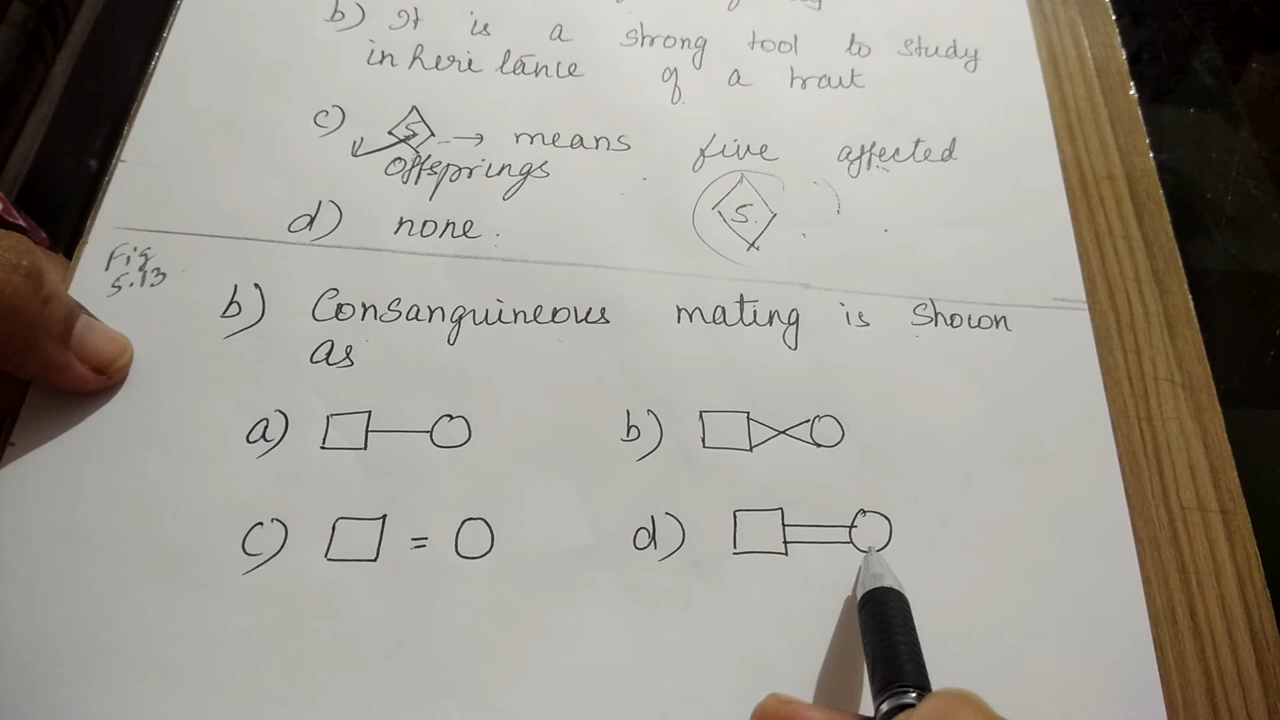 b) It is a strong tool to study
inheritance of a trait
c) 5 → means five affected
offsprings
5.
d) none.
Fig
5.13
b) Consanguineous mating is shown
as
a)
b)
c) =
d)